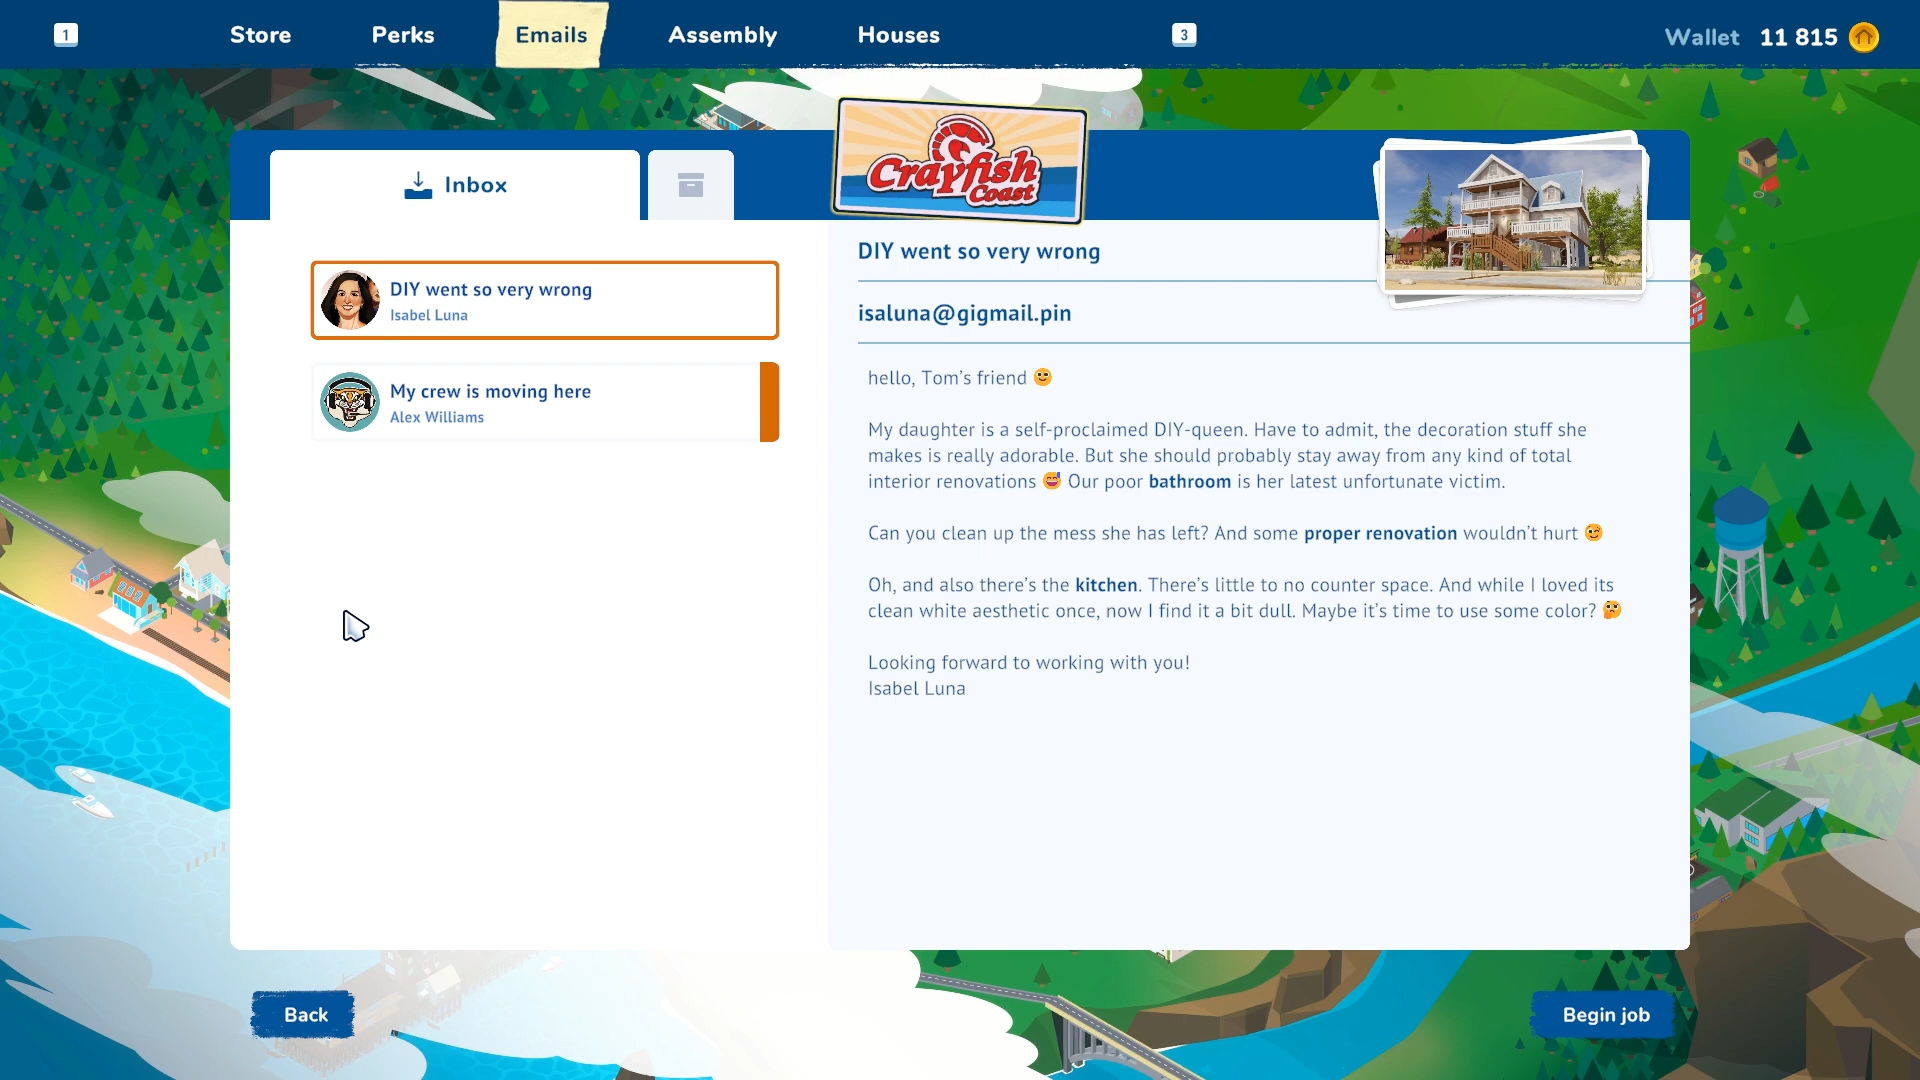 1
Store
Perks
Emails
Assembly
Houses
3
Wallet 11 815
Inbox
Crayfish
Coast
DIY went so very wrong
Isabel Luna
My crew is moving here
Alex Williams
DIY went so very wrong
isaluna@gigmail.pin
hello, Tom's friend
My daughter is a self-proclaimed DIY-queen. Have to admit, the decoration stuff she
makes is really adorable. But she should probably stay away from any kind of total
interior renovations 😅 Our poor bathroom is her latest unfortunate victim.
Can you clean up the mess she has left? And some proper renovation wouldn't hurt
Oh, and also there's the kitchen. There's little to no counter space. And while I loved its
clean white aesthetic once, now I find it a bit dull. Maybe it's time to use some color?
Looking forward to working with you!
Isabel Luna
Back
Begin job